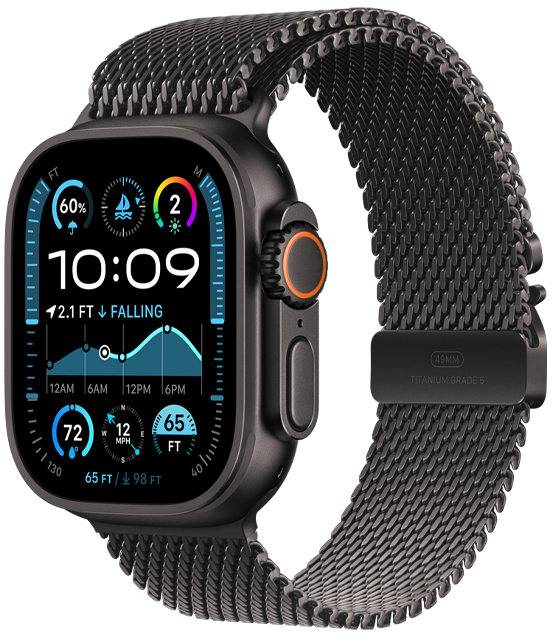 FT
M
60%
2
10:09
2.1 FT ↓ FALLING
12AM
6AM
12PM
6PM
72
N
W
12
E
MPH
S
65
FT
130
40
65 FT / ↓ 98 FT
49MM
TITANIUM GRADE 5